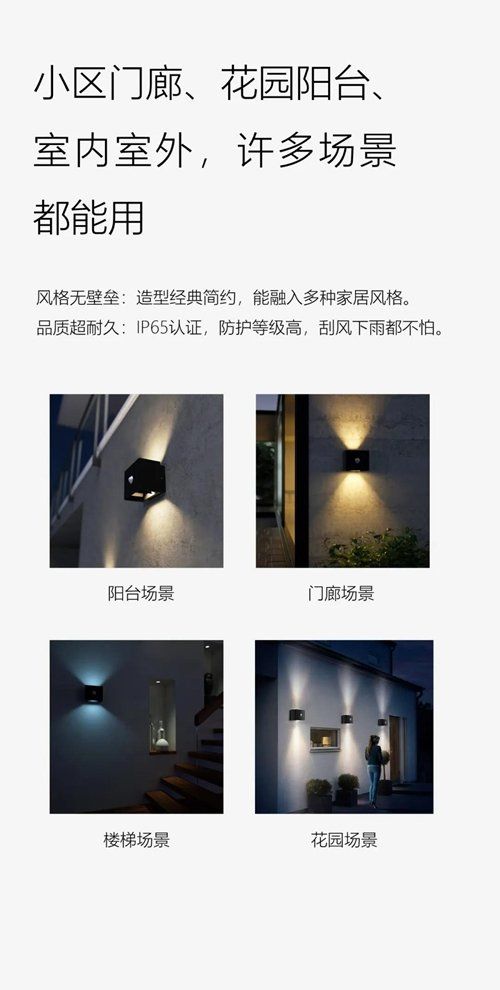 小区门廊、花园阳台、
室内室外，许多场景
都能用
风格无壁垒：造型经典简约，能融入多种家居风格。
品质超耐久：IP65认证，防护等级高，刮风下雨都不怕。
阳台场景
门廊场景
楼梯场景
花园场景